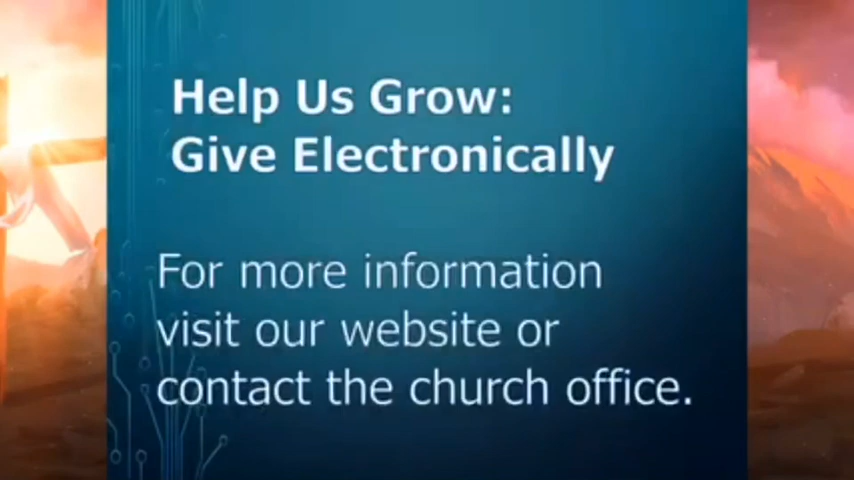 Help Us Grow:
Give Electronically
For more information
visit our website or
contact the church office.